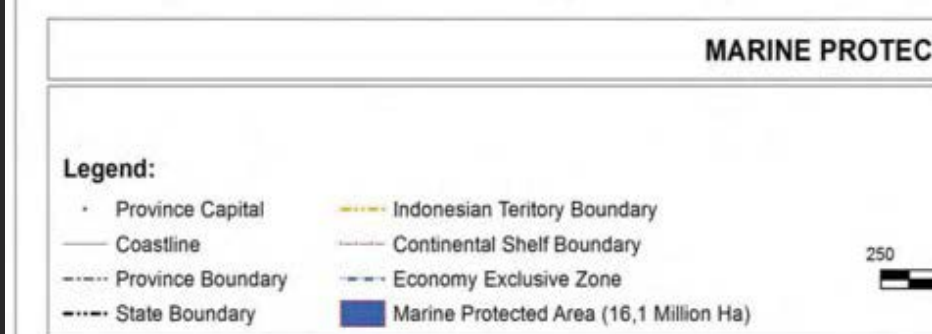 MARINE PROTEC
Legend:
Province Capital
Coastline
Province Boundary
State Boundary
Indonesian Teritory Boundary
Continental Shelf Boundary
Economy Exclusive Zone
Marine Protected Area (16,1 Million Ha)
250